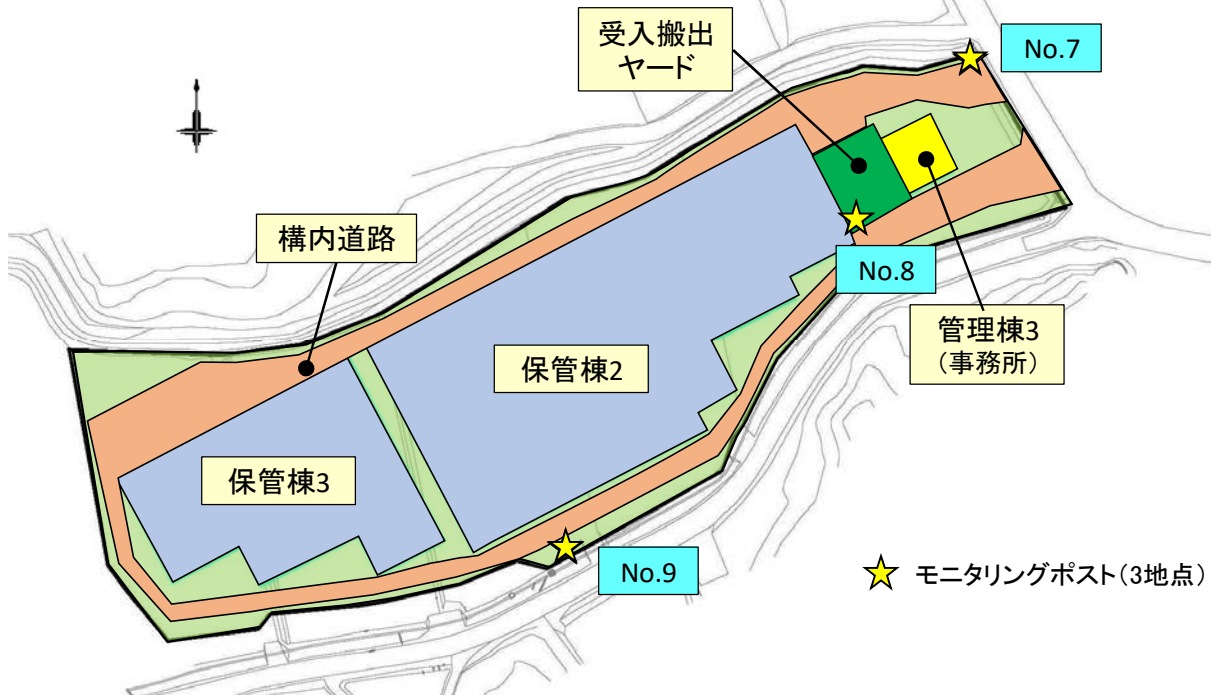 受入搬出
ヤード
No.7
構内道路
No.8
管理棟3
（事務所）
保管棟2
保管棟3
No.9
モニタリングポスト（3地点）